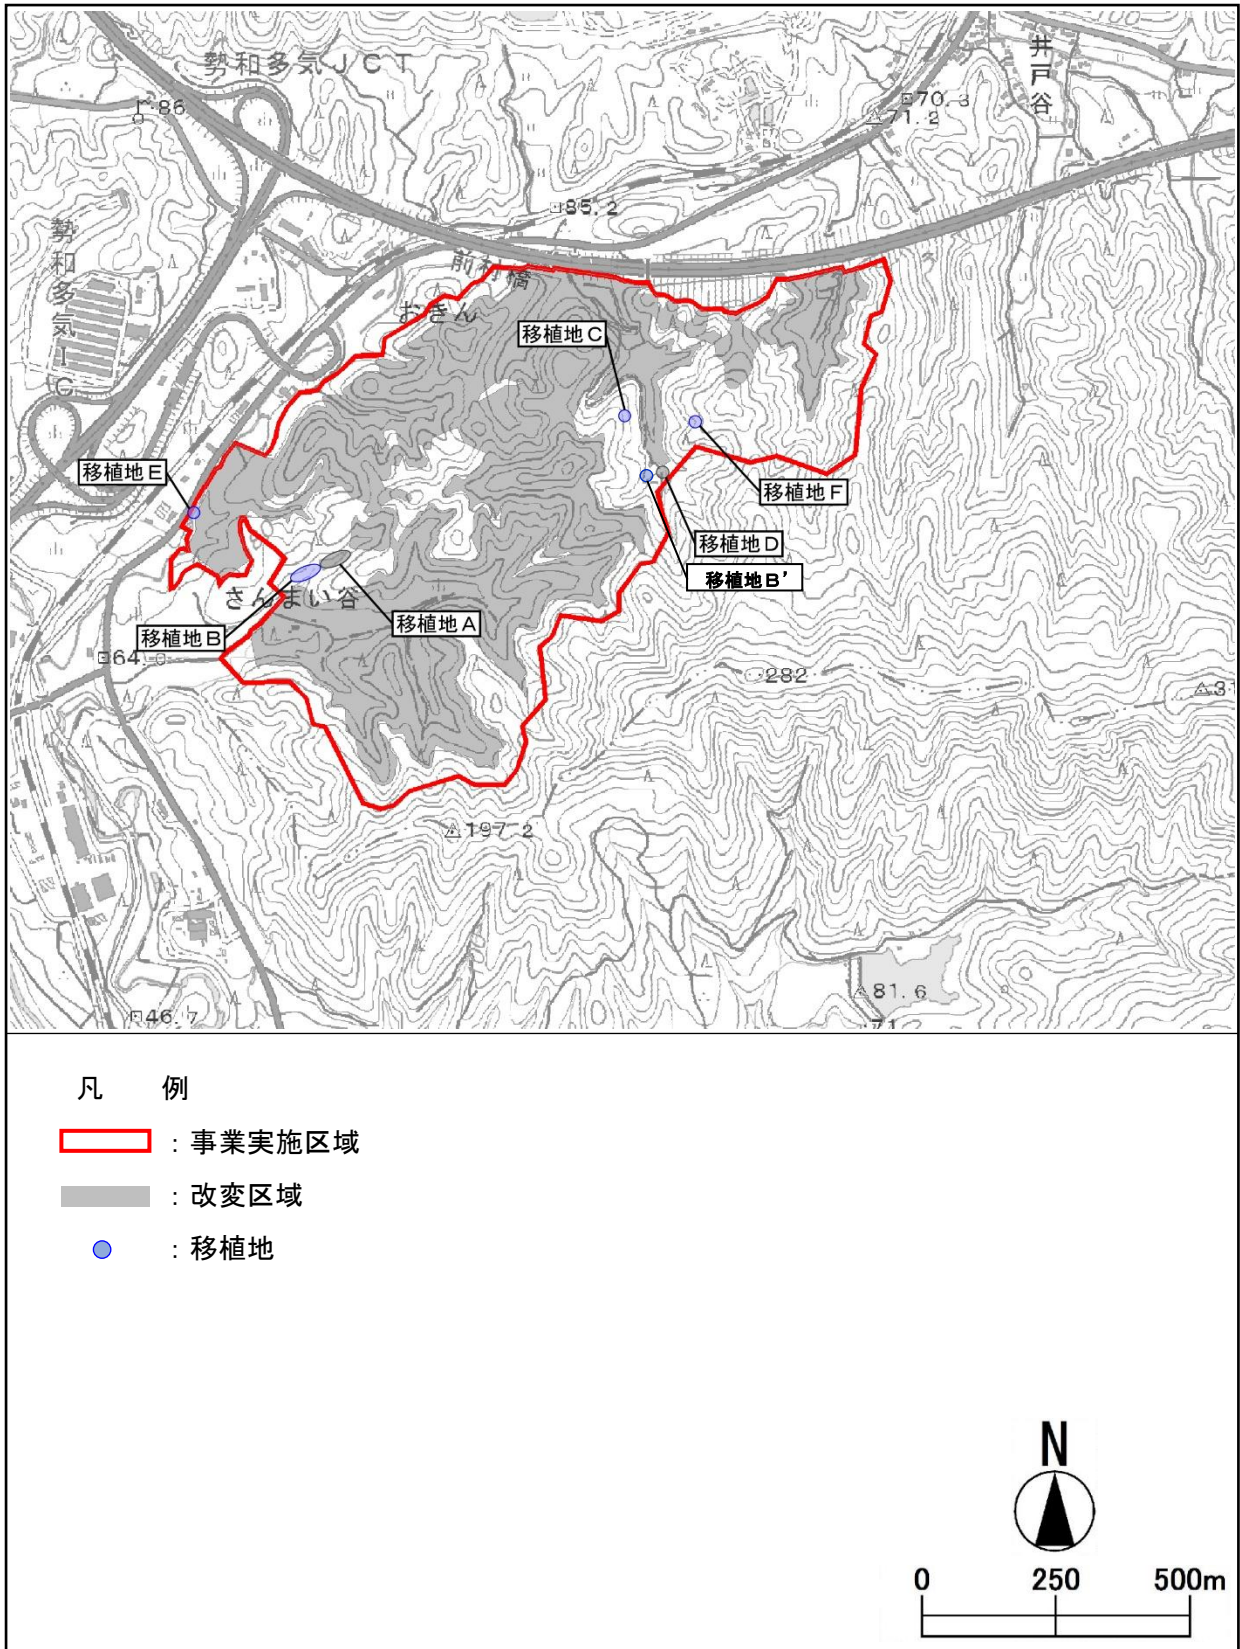 勢和多気JCT
井戸谷
86
70.3
71.2
勢和多気IC
85.2
前村橋
おきん
移植地C
移植地E
移植地F
移植地D
移植地B’
さんまい谷
移植地A
移植地B
282
197.2
81.6
46.7
凡　例
：事業実施区域
：改変区域
：移植地
N
0 250 500m